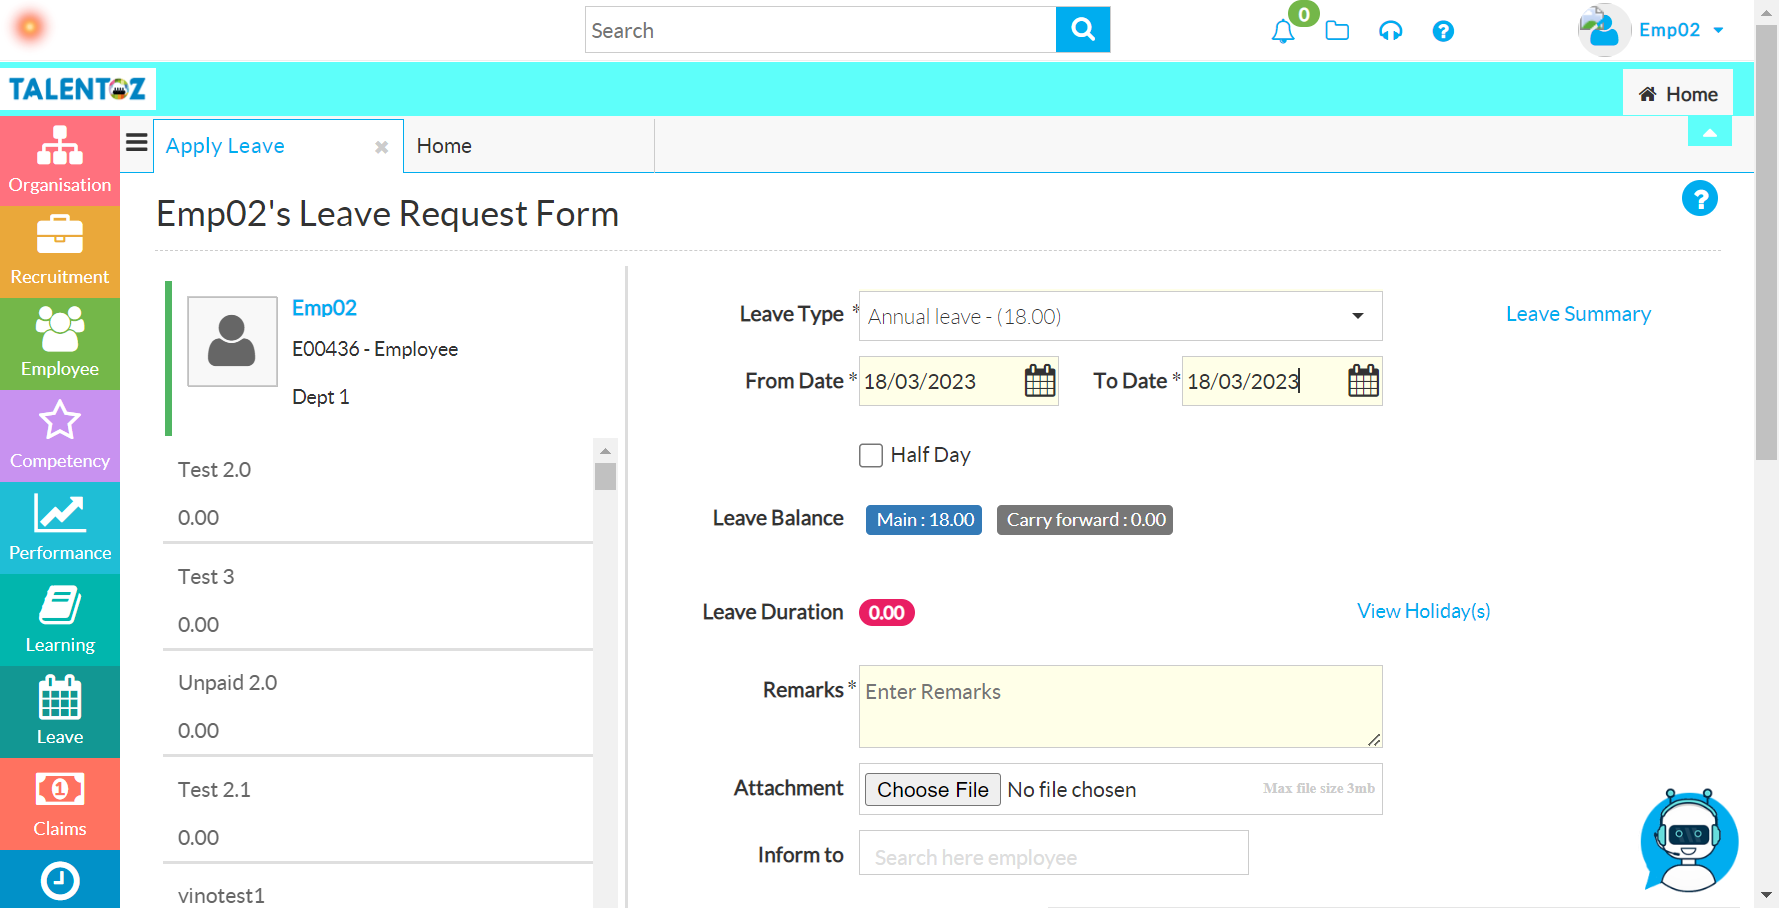 Search
0
Emp02
TALENTOZ
Home
Organisation
Recruitment
Employee
Competency
Performance
Learning
Leave
Claims
Apply Leave
Home
Emp02's Leave Request Form
Emp02
E00436 - Employee
Dept 1
Test 2.0
0.00
Test 3
0.00
Unpaid 2.0
0.00
Test 2.1
0.00
vinotest1
Leave Type * Annual leave - (18.00)
Leave Summary
From Date * 18/03/2023
To Date * 18/03/2023
Half Day
Leave Balance Main : 18.00 Carry forward : 0.00
Leave Duration 0.00
View Holiday(s)
Remarks * Enter Remarks
Attachment Choose File No file chosen Max file size 3mb
Inform to Search here employee